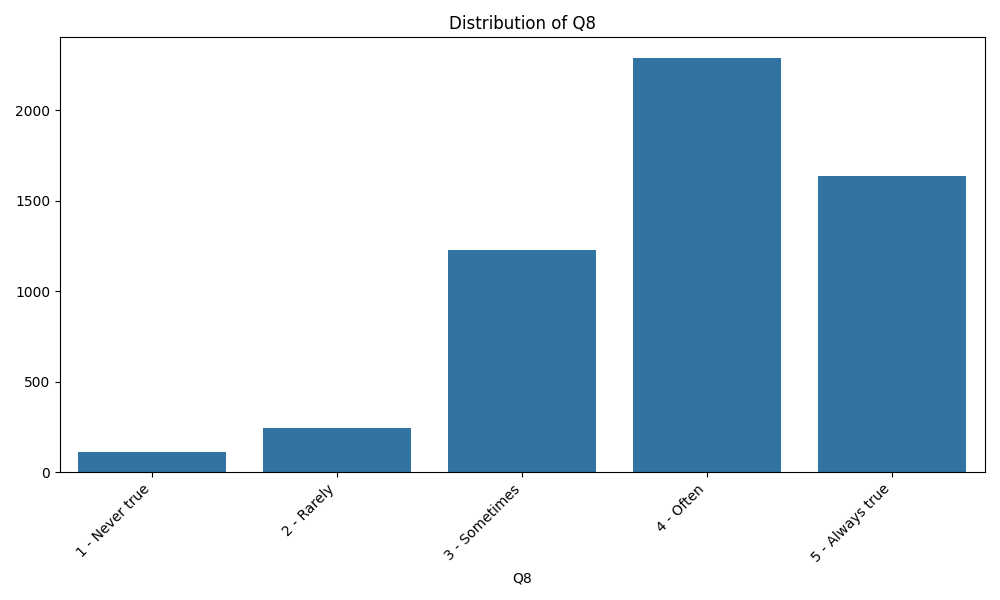 Distribution of Q8
2000
1500
1000
500
0
1 - Never true
2 - Rarely
3 - Sometimes
4 - Often
5 - Always true
Q8